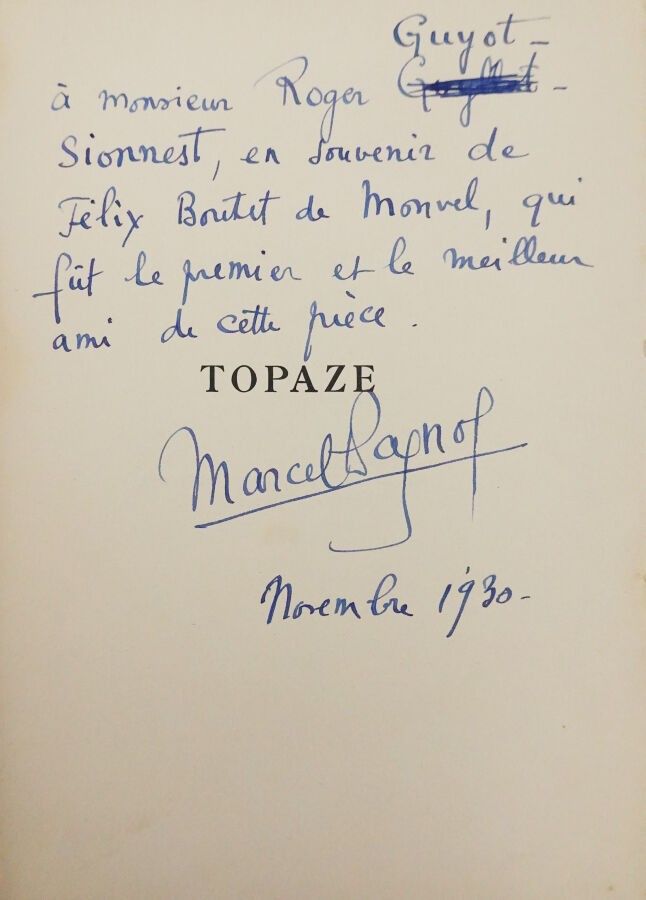 Guyot-
à monsieur Roger -
Sionnest, en souvenir de
Félix Boutet de Monvel, qui
fût le premier et le meilleur
ami de cette pièce.
TOPAZE
Marcel Pagnol
Novembre 1930-